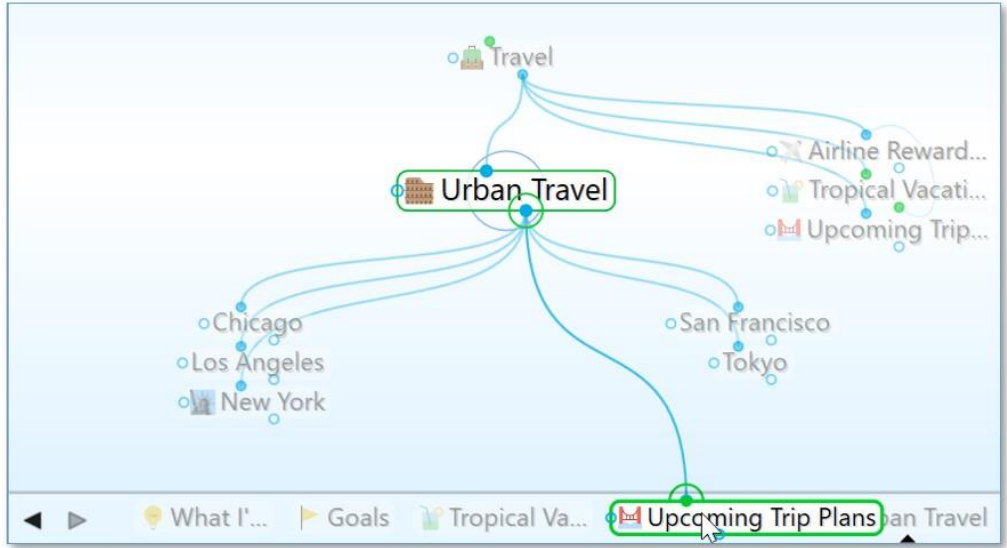 Travel
Airline Reward...
Urban Travel
Tropical Vacati...
Upcoming Trip...
Chicago
San Francisco
Los Angeles
Tokyo
New York
What I'...
Goals
Tropical Va...
Upcoming Trip Plans
an Travel